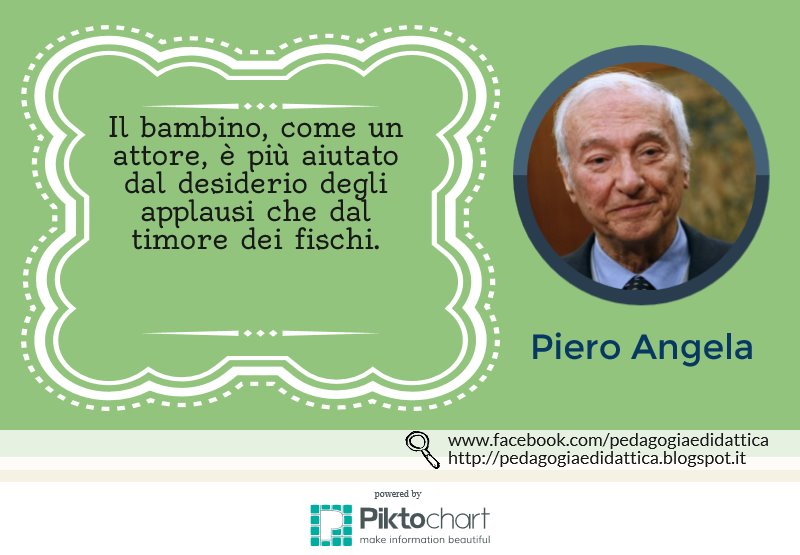 Il bambino, come un
attore, è più aiutato
dal desiderio degli
applausi che dal
timore dei fischi.
Piero Angela
www.facebook.com/pedagogiaedidattica
http://pedagogiaedidattica.blogspot.it
powered by
Piktochart
make information beautiful